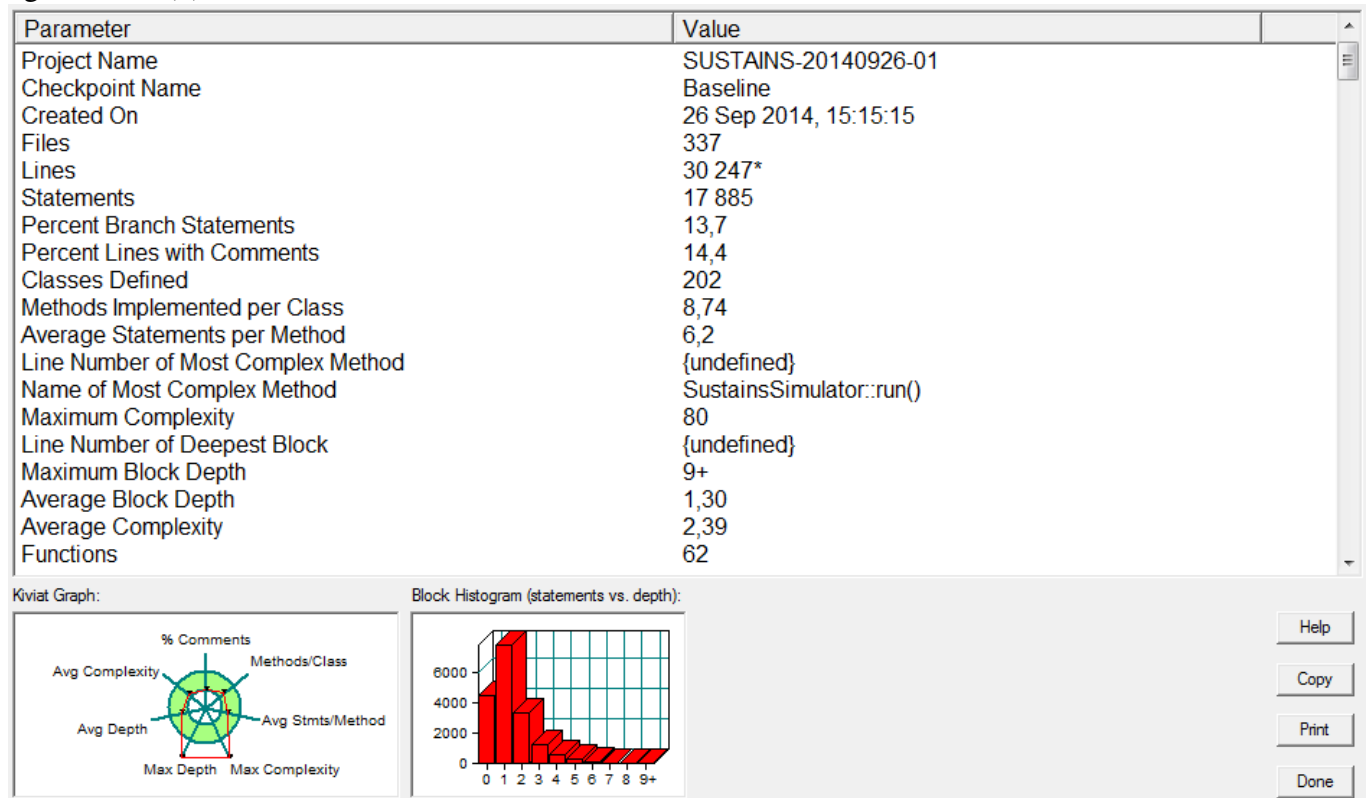 Parameter Value
Project Name SUSTAINS-20140926-01
Checkpoint Name Baseline
Created On 26 Sep 2014, 15:15:15
Files 337
Lines 30 247*
Statements 17 885
Percent Branch Statements 13,7
Percent Lines with Comments 14,4
Classes Defined 202
Methods Implemented per Class 8,74
Average Statements per Method 6,2
Line Number of Most Complex Method {undefined}
Name of Most Complex Method SustainsSimulator::run()
Maximum Complexity 80
Line Number of Deepest Block {undefined}
Maximum Block Depth 9+
Average Block Depth 1,30
Average Complexity 2,39
Functions 62
Kiviat Graph:
% Comments
Methods/Class
Avg Complexity
Avg Stmts/Method
Avg Depth
Max Depth Max Complexity
Block Histogram (statements vs. depth):
6000
4000
2000
0
0 1 2 3 4 5 6 7 8 9+
Help
Copy
Print
Done